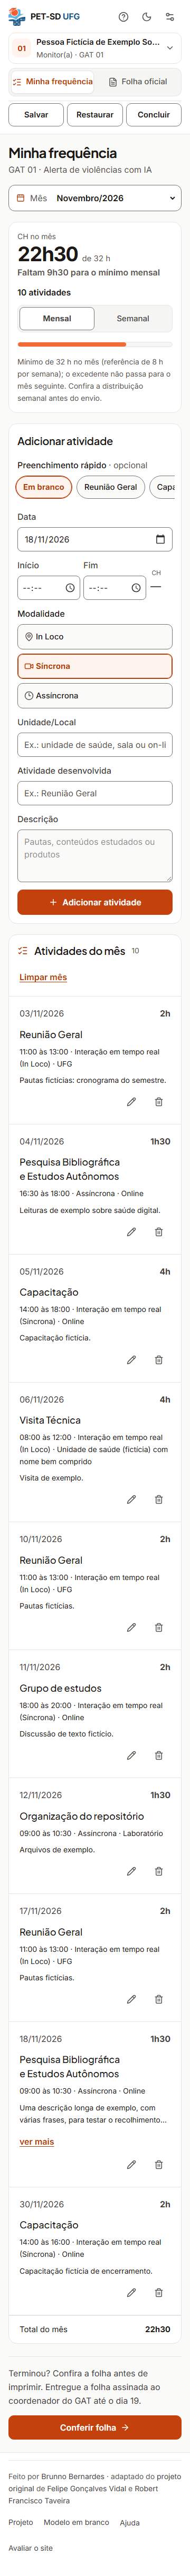 PET-SD UFG
01
Pessoa Fictícia de Exemplo So...
Monitor(a) · GAT 01
Minha frequência
Folha oficial
Salvar
Restaurar
Concluir
Minha frequência
GAT 01 · Alerta de violências com IA
Mês Novembro/2026
CH no mês
22h30 de 32 h
Faltam 9h30 para o mínimo mensal
10 atividades
Mensal
Semanal
Mínimo de 32 h no mês (referência de 8 h
por semana); o excedente não passa para o
mês seguinte. Confira a distribuição
semanal antes do envio.
Adicionar atividade
Preenchimento rápido · opcional
Em branco
Reunião Geral
Capa
Data
18/11/2026
Início
Fim
CH
--:--
--:--
—
Modalidade
In Loco
Síncrona
Assíncrona
Unidade/Local
Ex.: unidade de saúde, sala ou on-li
Atividade desenvolvida
Ex.: Reunião Geral
Descrição
Pautas, conteúdos estudados ou
produtos
+ Adicionar atividade
Atividades do mês 10
Limpar mês
03/11/2026
2h
Reunião Geral
11:00 às 13:00 · Interação em tempo real
(In Loco) · UFG
Pautas fictícias: cronograma do semestre.
04/11/2026
1h30
Pesquisa Bibliográfica
e Estudos Autônomos
16:30 às 18:00 · Assíncrona · Online
Leituras de exemplo sobre saúde digital.
05/11/2026
4h
Capacitação
14:00 às 18:00 · Interação em tempo real
(Síncrona) · Online
Capacitação fictícia.
06/11/2026
4h
Visita Técnica
08:00 às 12:00 · Interação em tempo real
(In Loco) · Unidade de saúde (fictícia) com
nome bem comprido
Visita de exemplo.
10/11/2026
2h
Reunião Geral
11:00 às 13:00 · Interação em tempo real
(In Loco) · UFG
Pautas fictícias.
11/11/2026
2h
Grupo de estudos
18:00 às 20:00 · Interação em tempo real
(Síncrona) · Online
Discussão de texto fictício.
12/11/2026
1h30
Organização do repositório
09:00 às 10:30 · Assíncrona · Laboratório
Arquivos de exemplo.
17/11/2026
2h
Reunião Geral
11:00 às 13:00 · Interação em tempo real
(In Loco) · UFG
Pautas fictícias.
18/11/2026
1h30
Pesquisa Bibliográfica
e Estudos Autônomos
09:00 às 10:30 · Assíncrona · Online
Uma descrição longa de exemplo, com
várias frases, para testar o recolhimento...
ver mais
30/11/2026
2h
Capacitação
14:00 às 16:00 · Interação em tempo real
(Síncrona) · Online
Capacitação fictícia de encerramento.
Total do mês
22h30
Terminou? Confira a folha antes de
imprimir. Entregue a folha assinada ao
coordenador do GAT até o dia 19.
Conferir folha →
Feito por Brunno Bernardes · adaptado do projeto
original de Felipe Gonçalves Vidal e Robert
Francisco Taveira
Projeto
Modelo em branco
Ajuda
Avaliar o site